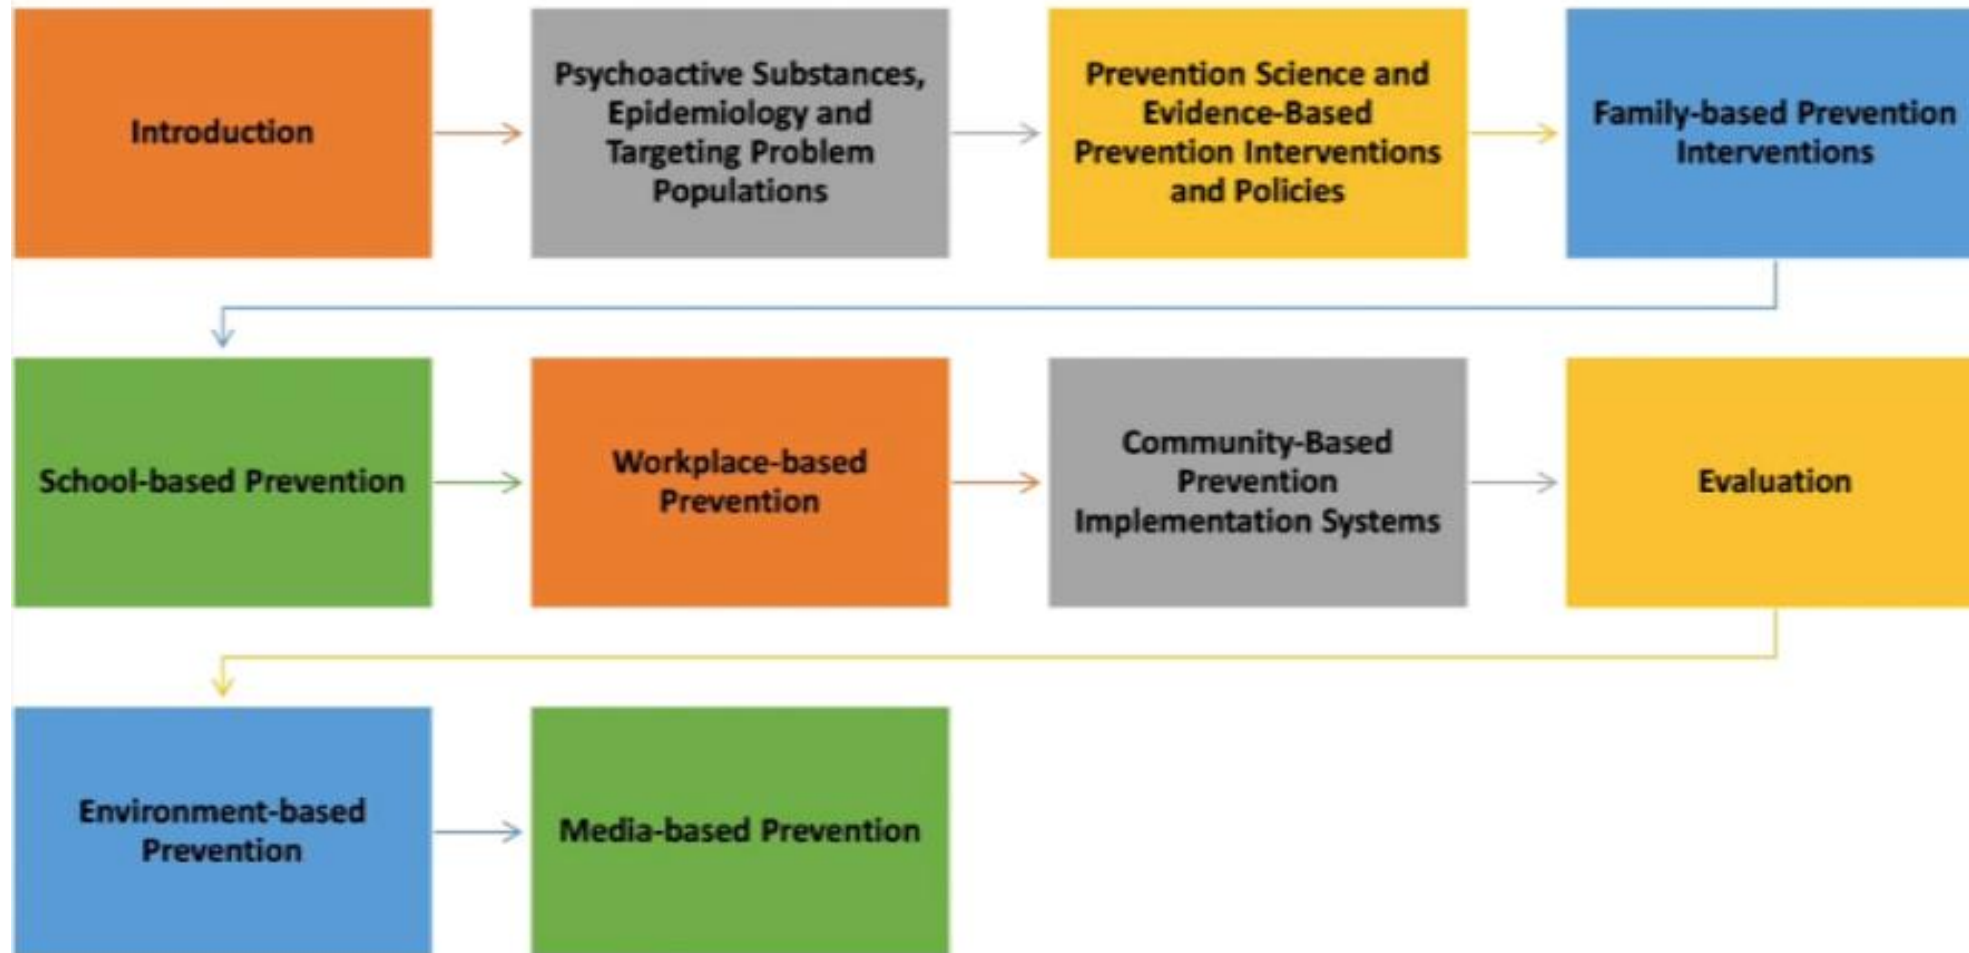 Introduction
Psychoactive Substances,
Epidemiology and
Targeting Problem
Populations
Prevention Science and
Evidence-Based
Prevention Interventions
and Policies
Family-based Prevention
Interventions
School-based Prevention
Workplace-based
Prevention
Community-Based
Prevention
Implementation Systems
Evaluation
Environment-based
Prevention
Media-based Prevention